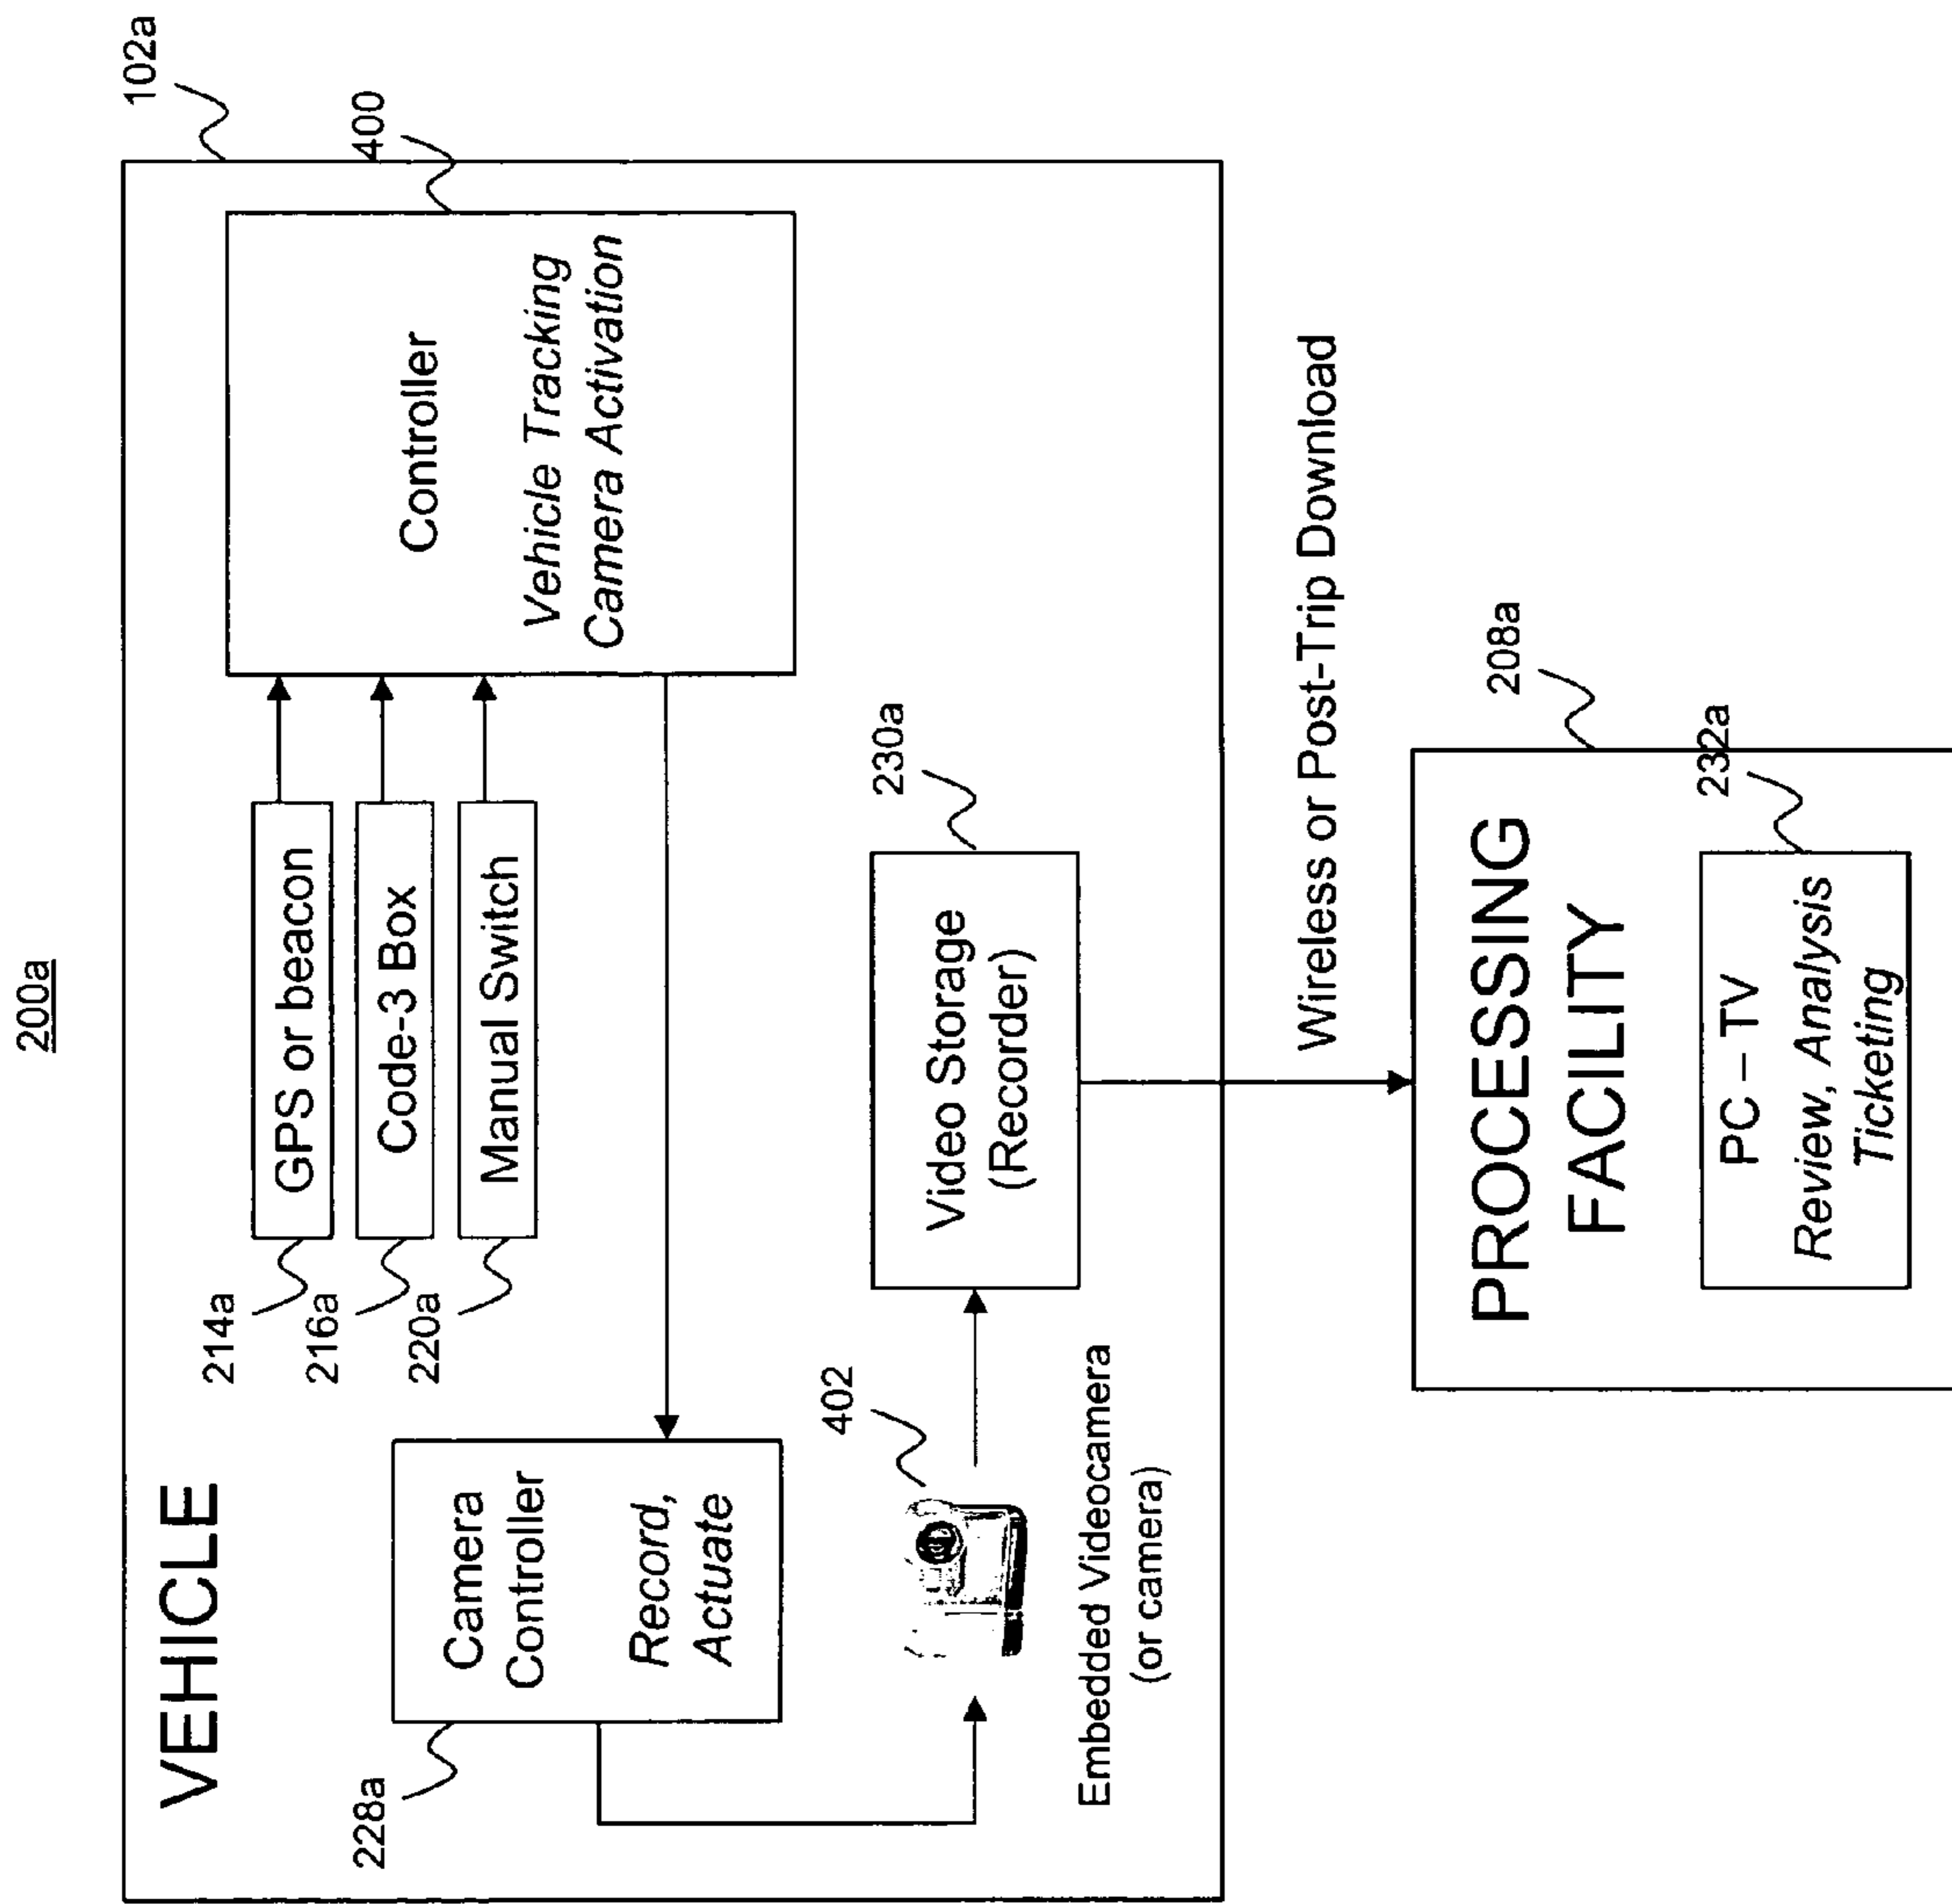 200a
VEHICLE
102a
228a
Camera
Controller
Record,
Actuate
214a
GPS or beacon
216a
Code-3 Box
220a
Manual Switch
400
Controller
Vehicle Tracking
Camera Activation
402
Embedded Videocamera
(or camera)
230a
Video Storage
(Recorder)
Wireless or Post-Trip Download
208a
PROCESSING
FACILITY
232a
PC – TV
Review, Analysis
Ticketing